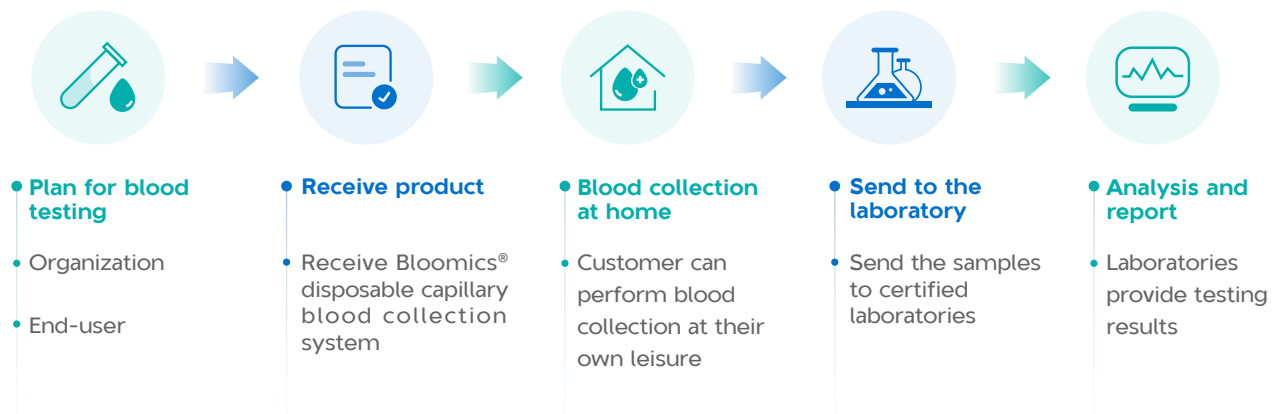 Plan for blood
testing
Organization
End-user
Receive product
Receive Bloomics®
disposable capillary
blood collection
system
Blood collection
at home
Customer can
perform blood
collection at their
own leisure
Send to the
laboratory
Send the samples
to certified
laboratories
Analysis and
report
Laboratories
provide testing
results